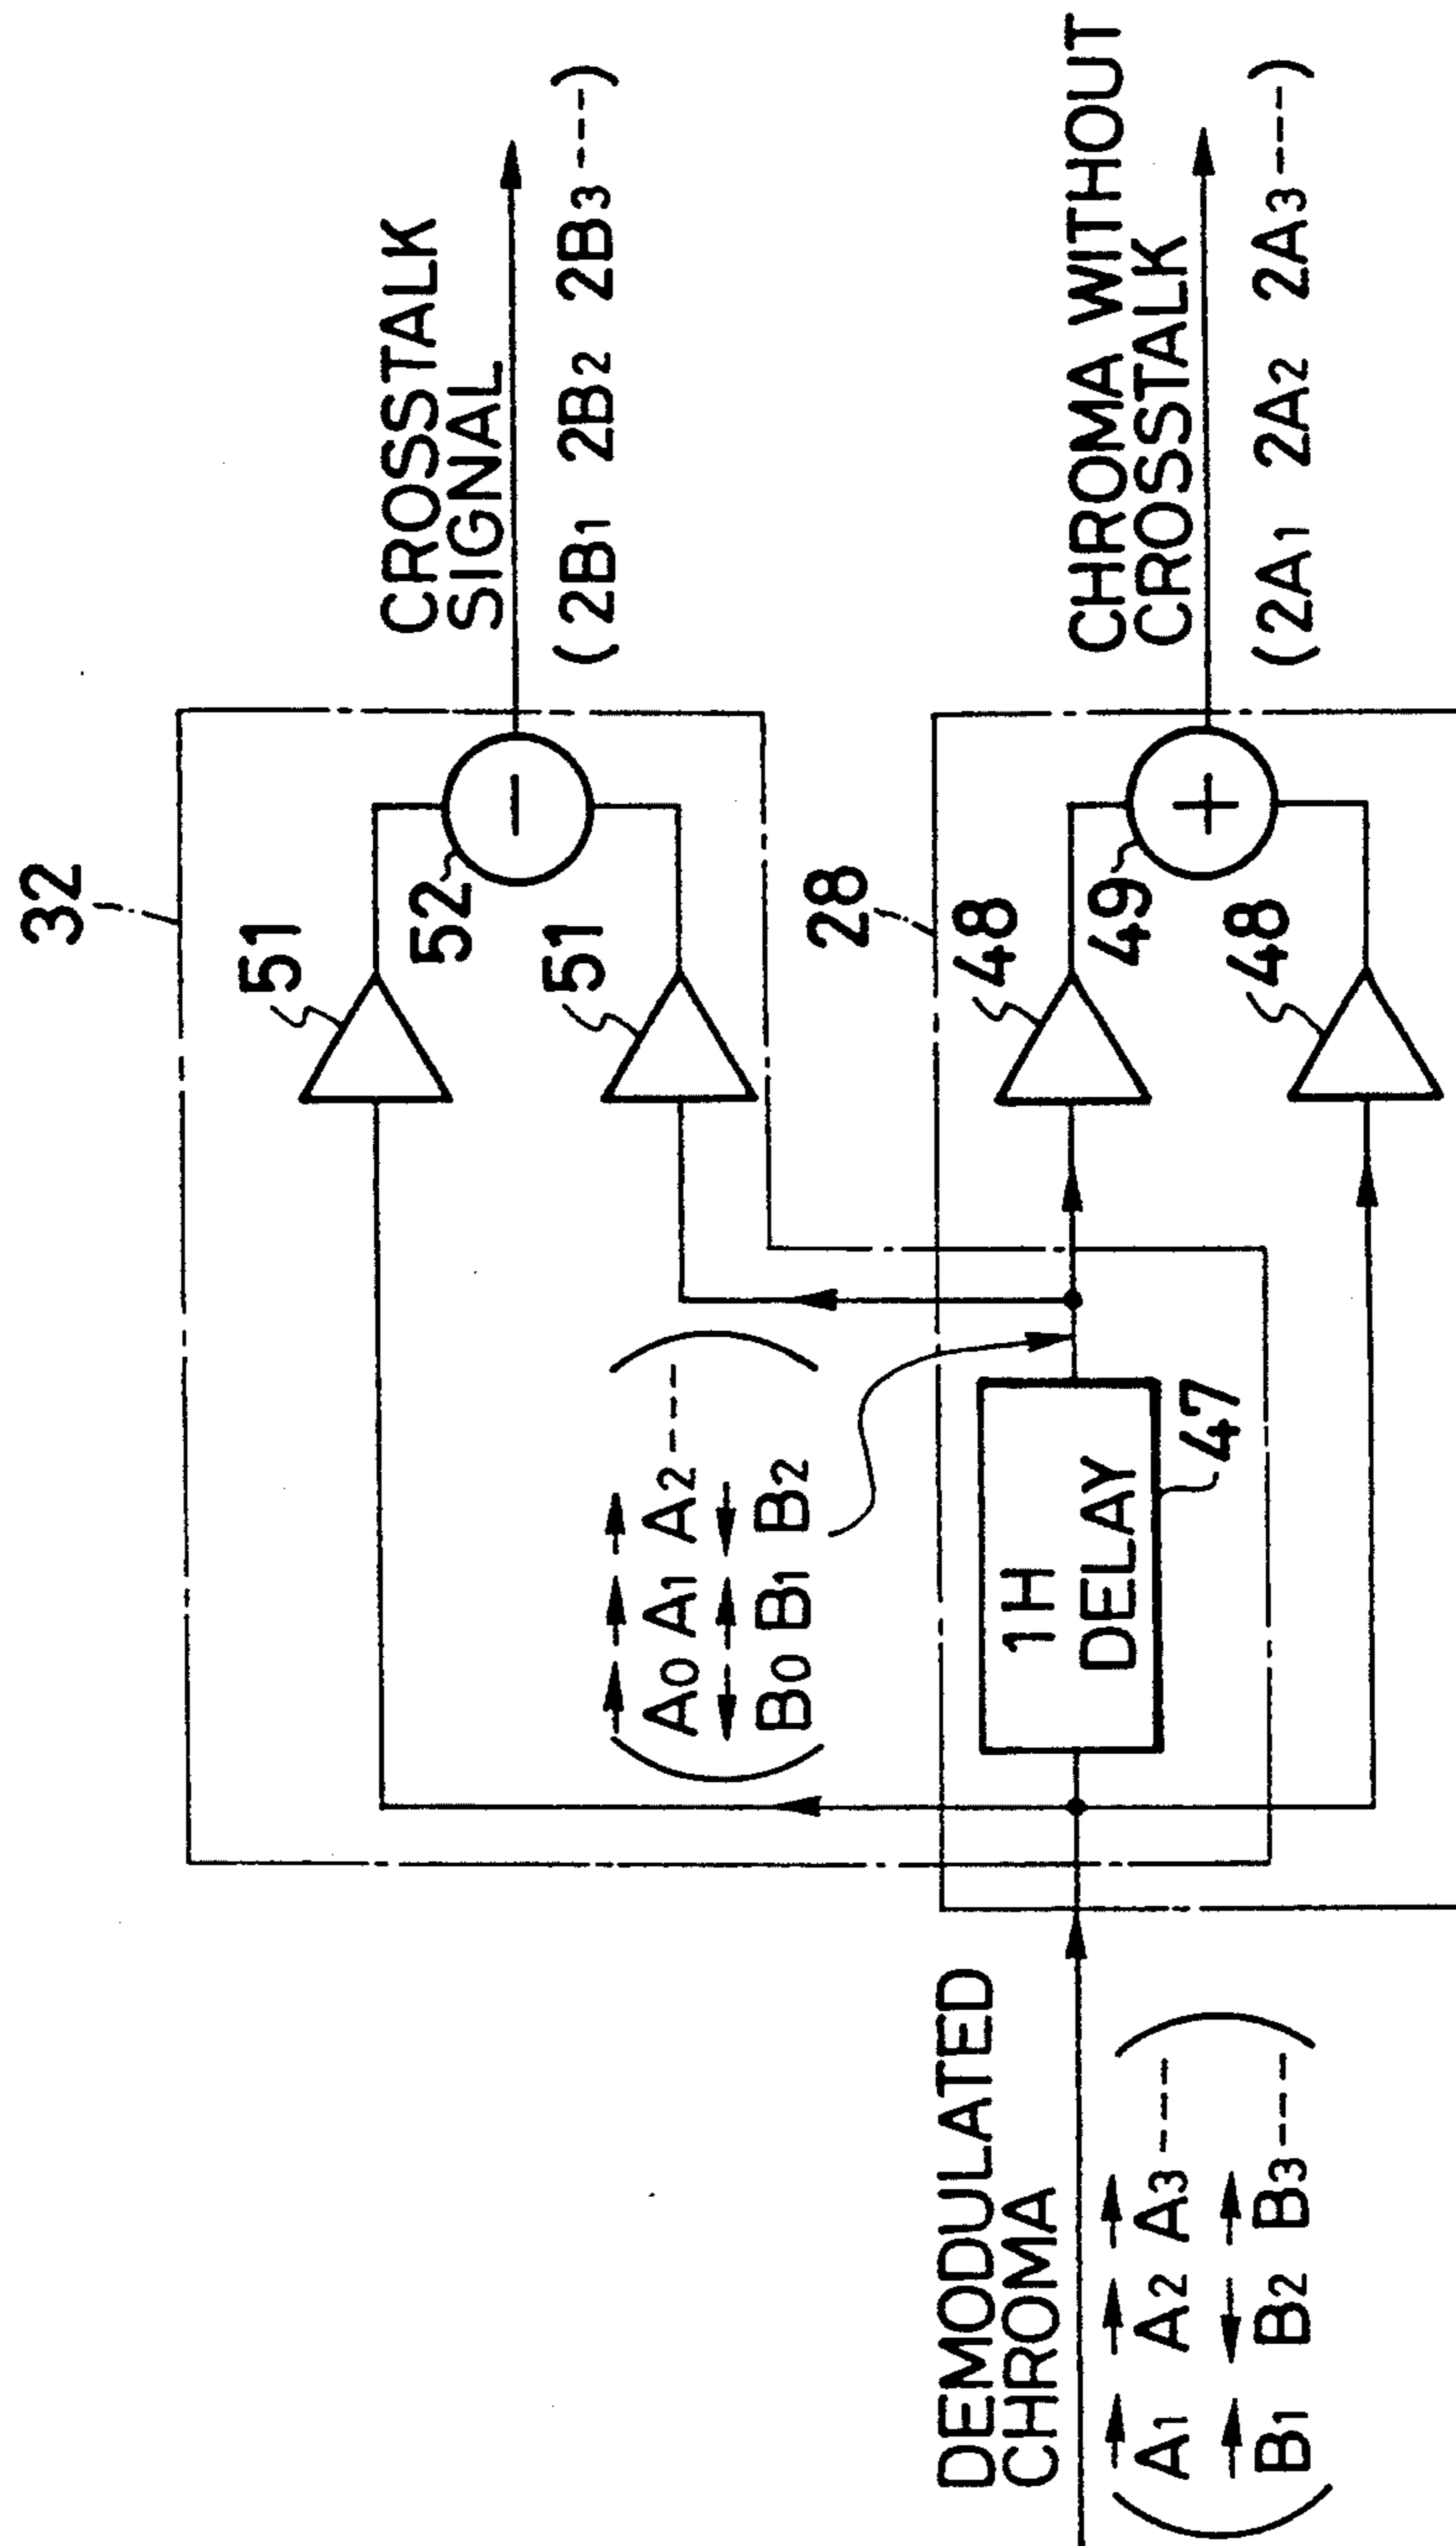 32
51
52
51
CROSSTALK
SIGNAL
(2B1 2B2 2B3----)
(A0 A1 A2----)
B0 B1 B2
28
48
49
48
CHROMA WITHOUT
CROSSTALK
(2A1 2A2 2A3----)
1H
DELAY
47
DEMODULATED
CHROMA
(A1 A2 A3----)
B1 B2 B3----